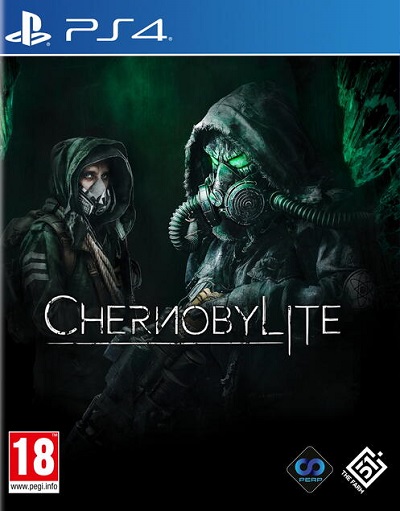 PS4
CHERNOBYLITE
18
www.pegi.info
PERP
THE FARM 51